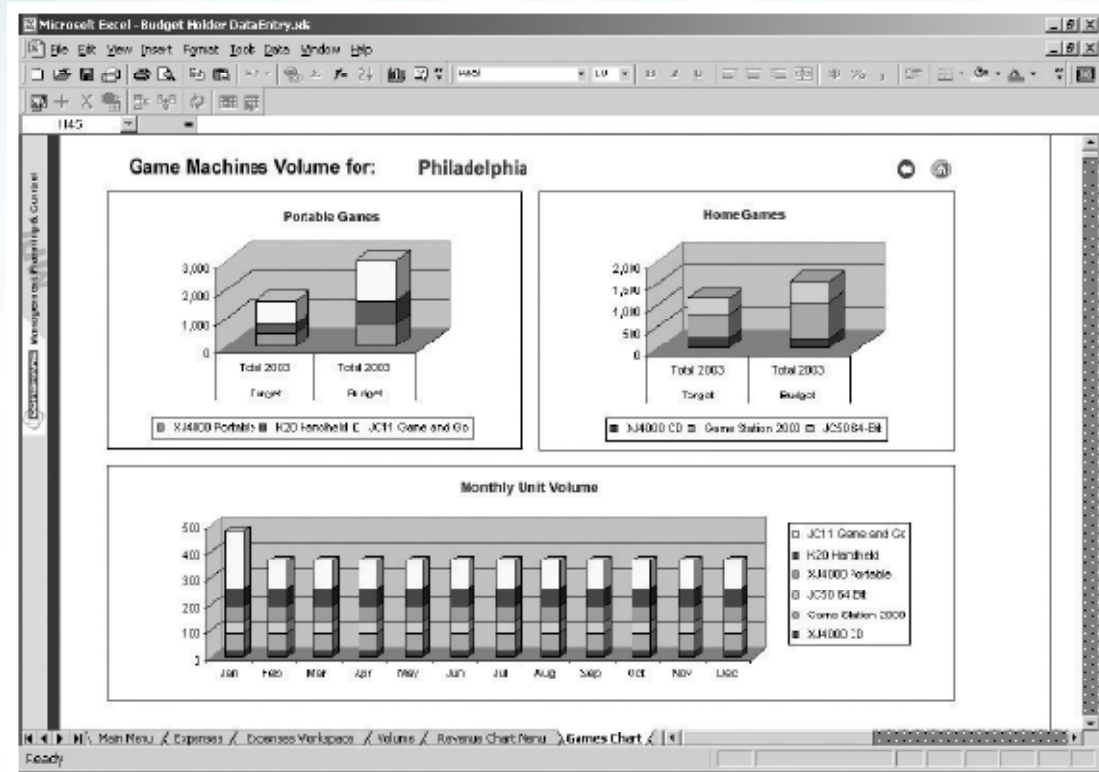 Microsoft Excel - Budget Holder DataEntry.xls
File Edit View Insert Format Tools Data Window Help
Arial 10
H45 =
Management Planning & Control
Game Machines Volume for: Philadelphia
Portable Games
3,000
2,000
1,000
0
Total 2003 Total 2003
Target Budget
XJ4000 Portable K20 Handheld JC11 Game and Go
Home Games
2,000
1,500
1,000
500
0
Total 2003 Total 2003
Target Budget
XJ4000 CD Game Station 2000 JC50 64-Bit
Monthly Unit Volume
500
400
300
200
100
Jan Feb Mar Apr May Jun Jul Aug Sep Oct Nov Dec
JC11 Game and Go
K20 Handheld
XJ4000 Portable
JC50 64-Bit
Game Station 2000
XJ4000 CD
Main Menu Expenses Expenses Workspace Volume Revenue Chart Menu Games Chart
Ready